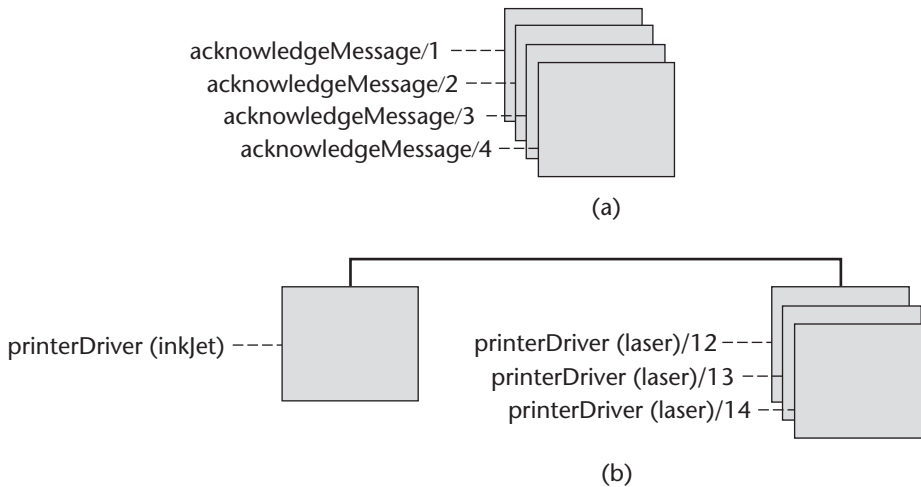 acknowledgeMessage/1
acknowledgeMessage/2
acknowledgeMessage/3
acknowledgeMessage/4
(a)
printerDriver (inkJet)
printerDriver (laser)/12
printerDriver (laser)/13
printerDriver (laser)/14
(b)